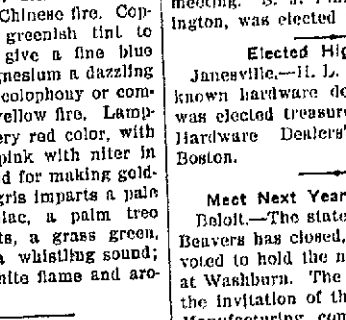 Chinese fire. Cop-
greenish tint to
give a fine blue
gnesium a dazzling
colophony or com-
yellow fire. Lamp-
ery red color, with
pink with niter in
d for making gold-
gris imparts a pale
lac, a palm treo
ts, a grass green,
a whistling sound;
hite flame and aro-
meeting.
ington, was elected
Elected Hig
Janesville.—H. L.
known hardware de
was elected treasur
Hardware Dealers'
Boston.
Meet Next Year
Beloit.—The state
Beavers has closed,
voted to hold the n
at Washburn. The
the invitation of th
Manufacturing com